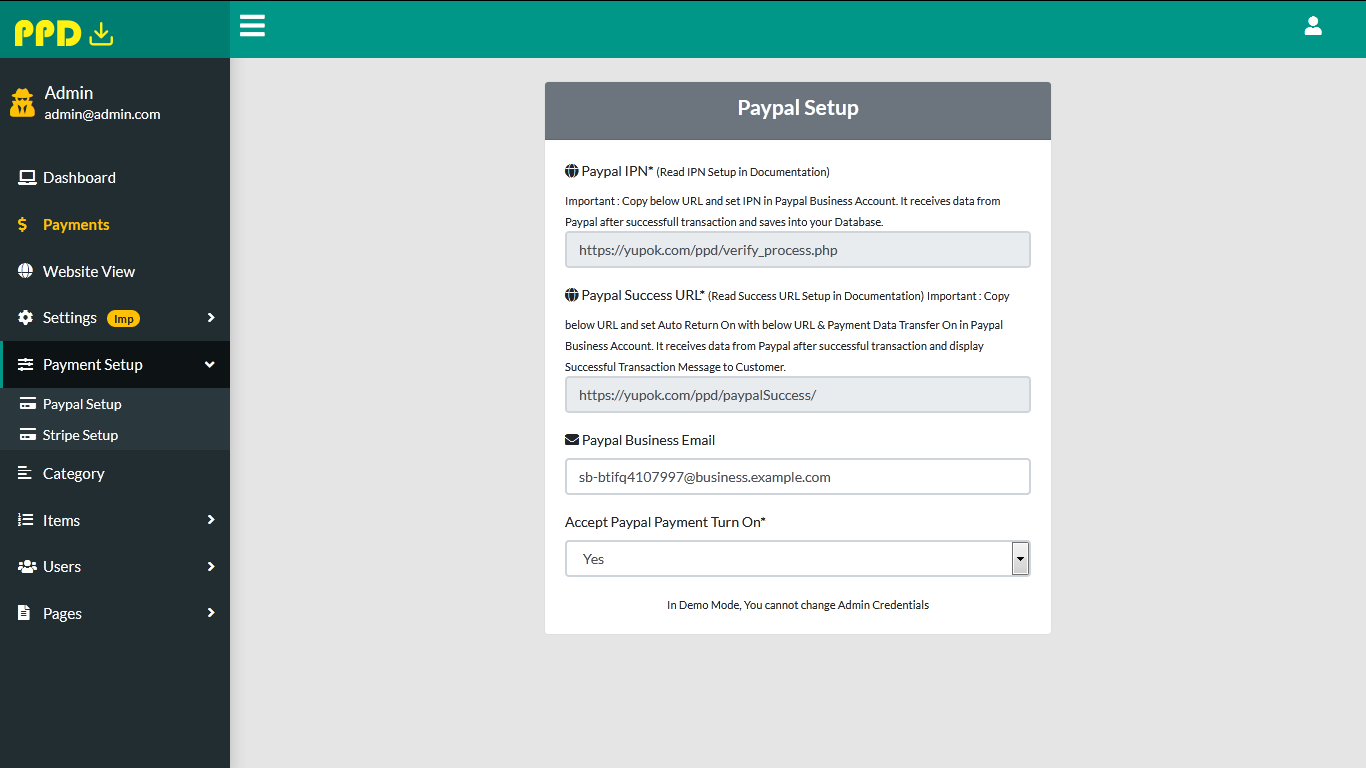 PPD
Admin
admin@admin.com
Dashboard
Payments
Website View
Settings Imp
Payment Setup
Paypal Setup
Stripe Setup
Category
Items
Users
Pages
Paypal Setup
Paypal IPN* (Read IPN Setup in Documentation)
Important : Copy below URL and set IPN in Paypal Business Account. It receives data from
Paypal after successfull transaction and saves into your Database.
https://yupok.com/ppd/verify_process.php
Paypal Success URL* (Read Success URL Setup in Documentation) Important : Copy
below URL and set Auto Return On with below URL & Payment Data Transfer On in Paypal
Business Account. It receives data from Paypal after successful transaction and display
Successful Transaction Message to Customer.
https://yupok.com/ppd/paypalSuccess/
Paypal Business Email
sb-btifq4107997@business.example.com
Accept Paypal Payment Turn On*
Yes
In Demo Mode, You cannot change Admin Credentials